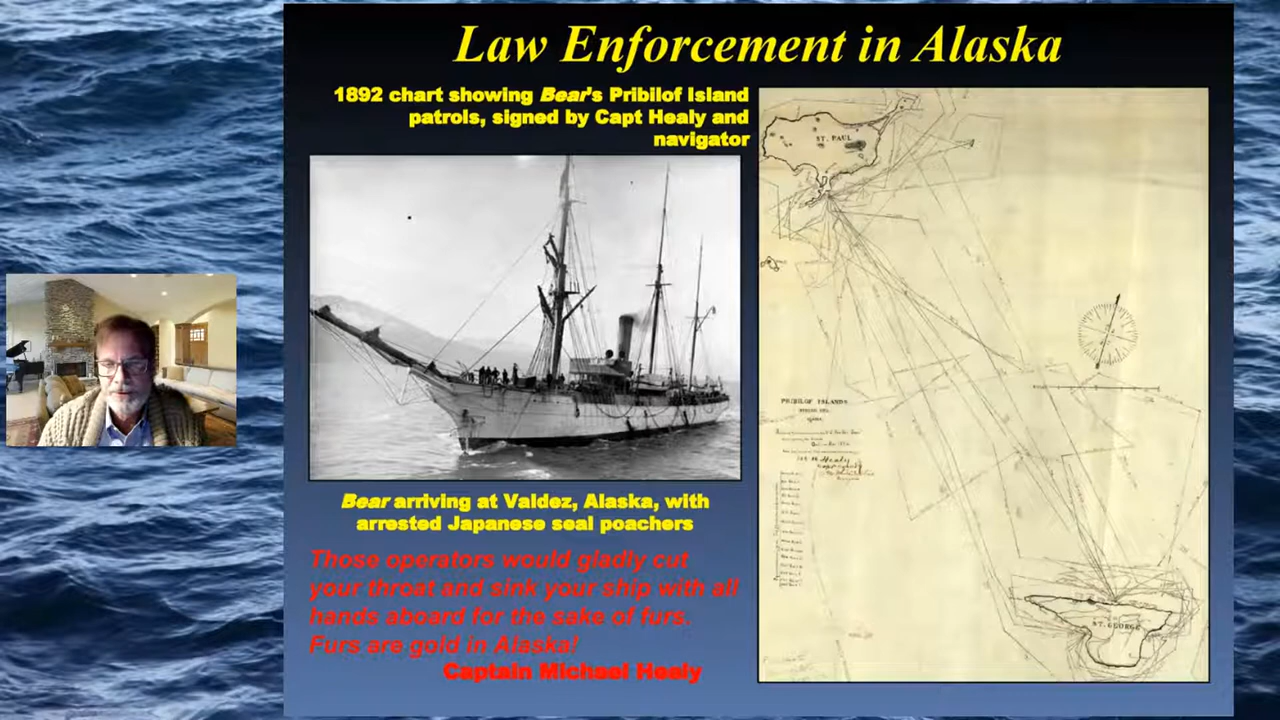 Law Enforcement in Alaska
1892 chart showing Bear's Pribilof Island
patrols, signed by Capt Healy and
navigator
Bear arriving at Valdez, Alaska, with
arrested Japanese seal poachers
Those operators would gladly cut
your throat and sink your ship with all
hands aboard for the sake of furs.
Furs are gold in Alaska!
Captain Michael Healy
ST. PAUL
PRIBILOF ISLANDS
Healy
ST. GEORGE